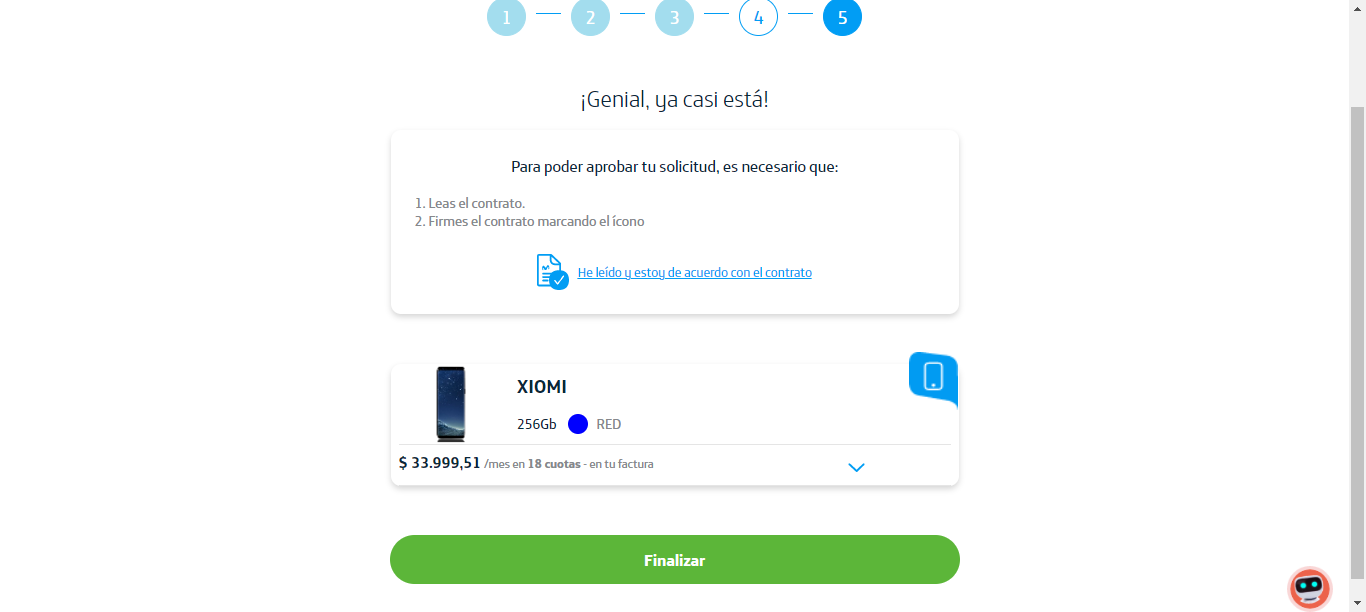 1 2 3 4 5
¡Genial, ya casi está!
Para poder aprobar tu solicitud, es necesario que:
1. Leas el contrato.
2. Firmes el contrato marcando el ícono
He leído y estoy de acuerdo con el contrato
XIOMI
256Gb RED
$ 33.999,51 /mes en 18 cuotas - en tu factura
Finalizar